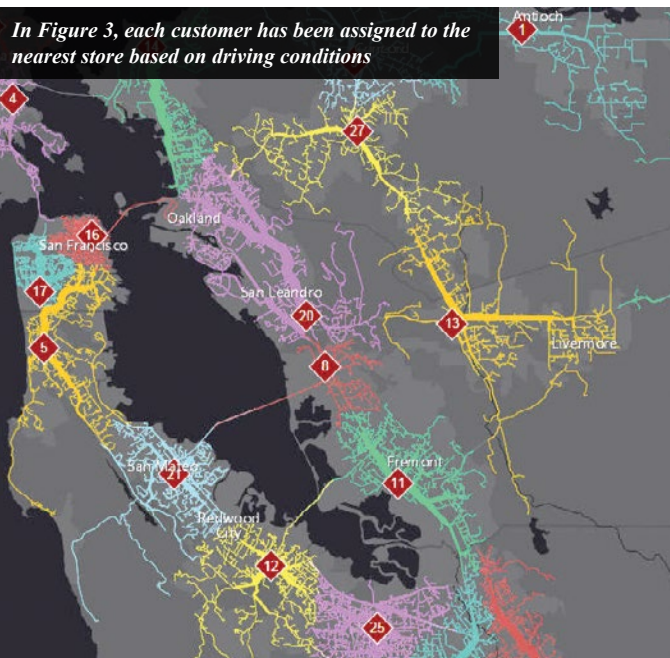 In Figure 3, each customer has been assigned to the
nearest store based on driving conditions
Antioch
1
4
27
Oakland
16
San Francisco
17
San Leandro
20
13
5
Livermore
8
San Mateo
21
Fremont
11
Redwood
City
12
25